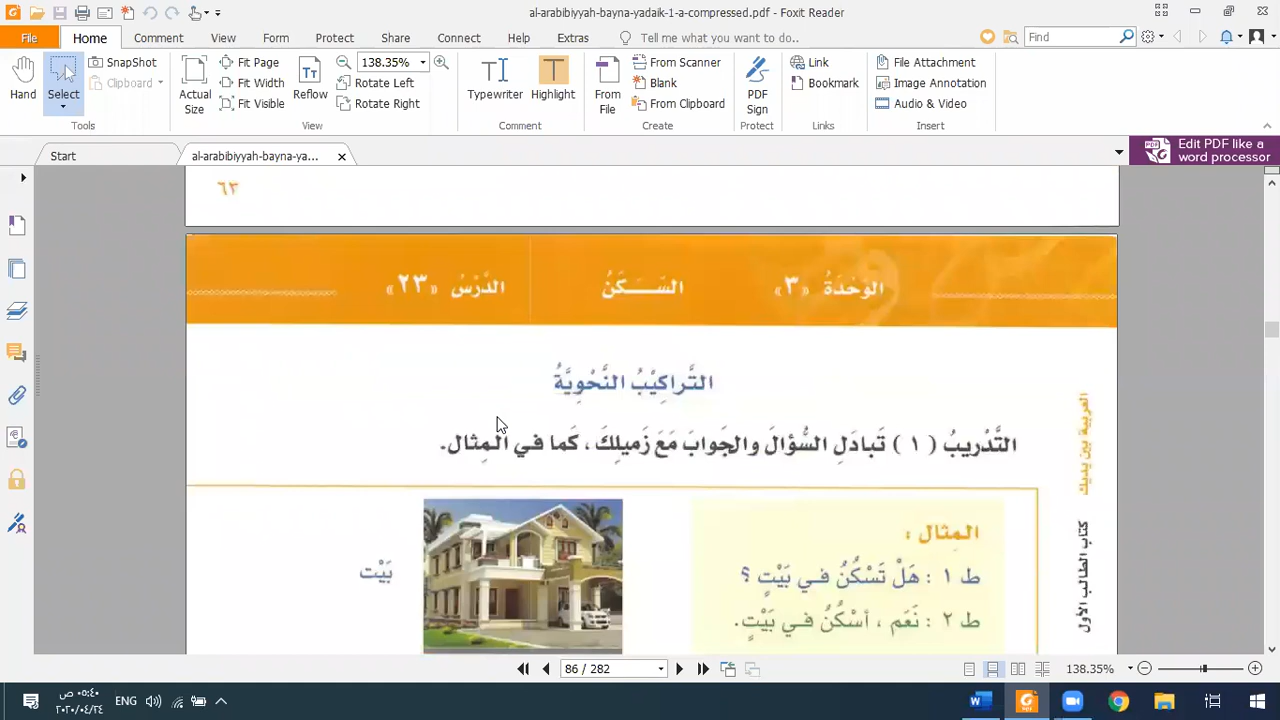 al-arabibiyyah-bayna-yadaik-1-a-compressed.pdf - Foxit Reader
File Home Comment View Form Protect Share Connect Help Extras Tell me what you want to do.. Find
Hand
Select
SnapShot
Clipboard
Tools
Actual Size
Fit Page
Fit Width
Fit Visible
Reflow
138.35%
Rotate Left
Rotate Right
View
Typewriter
Highlight
Comment
From File
From Scanner
Blank
From Clipboard
Create
PDF Sign
Protect
Link
Bookmark
Links
File Attachment
Image Annotation
Audio & Video
Insert
Start
al-arabibiyyah-bayna-ya...
Edit PDF like a
word processor
٦٣
الوَحْدَةُ «٣» السَـــكَنُ الدَّرْسُ «٢٣»
التَّراكِيْبُ النَّحْوِيَّةُ
التَّدْريبُ ( ١ ) تَبادَلِ السُّؤالَ والجَوابَ مَعَ زَميلِكَ ، كَما في المِثال.
المِثال :
ط ١ : هَلْ تَسْكُنُ في بَيْتٍ ؟
ط ٢ : نَعَم ، أسْكُنُ في بَيْتٍ.
بَيْت
العربية بين يديك
كتاب الطالب الأول
86 / 282
138.35%
ENG
٠٥:٤٠ ص
٢٠٢٠/٠٤/٢٤